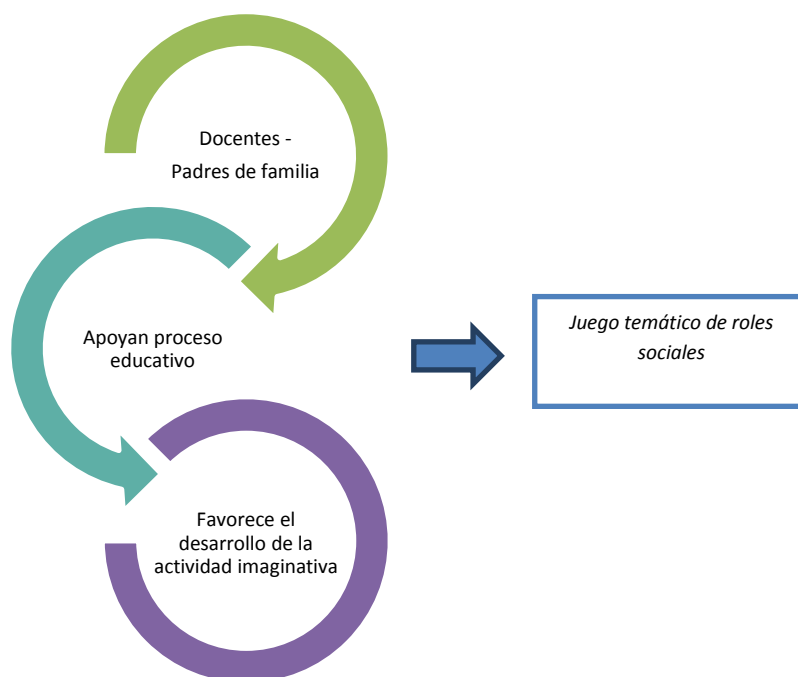 Docentes -
Padres de familia
Apoyan proceso
educativo
Juego temático de roles
sociales
Favorece el
desarrollo de la
actividad imaginativa